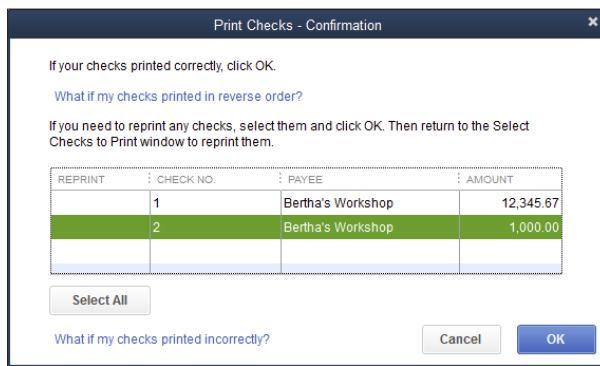 Print Checks - Confirmation
If your checks printed correctly, click OK.
What if my checks printed in reverse order?
If you need to reprint any checks, select them and click OK. Then return to the Select
Checks to Print window to reprint them.
REPRINT CHECK NO. PAYEE AMOUNT
1 Bertha's Workshop 12,345.67
2 Bertha's Workshop 1,000.00
Select All
What if my checks printed incorrectly? Cancel OK